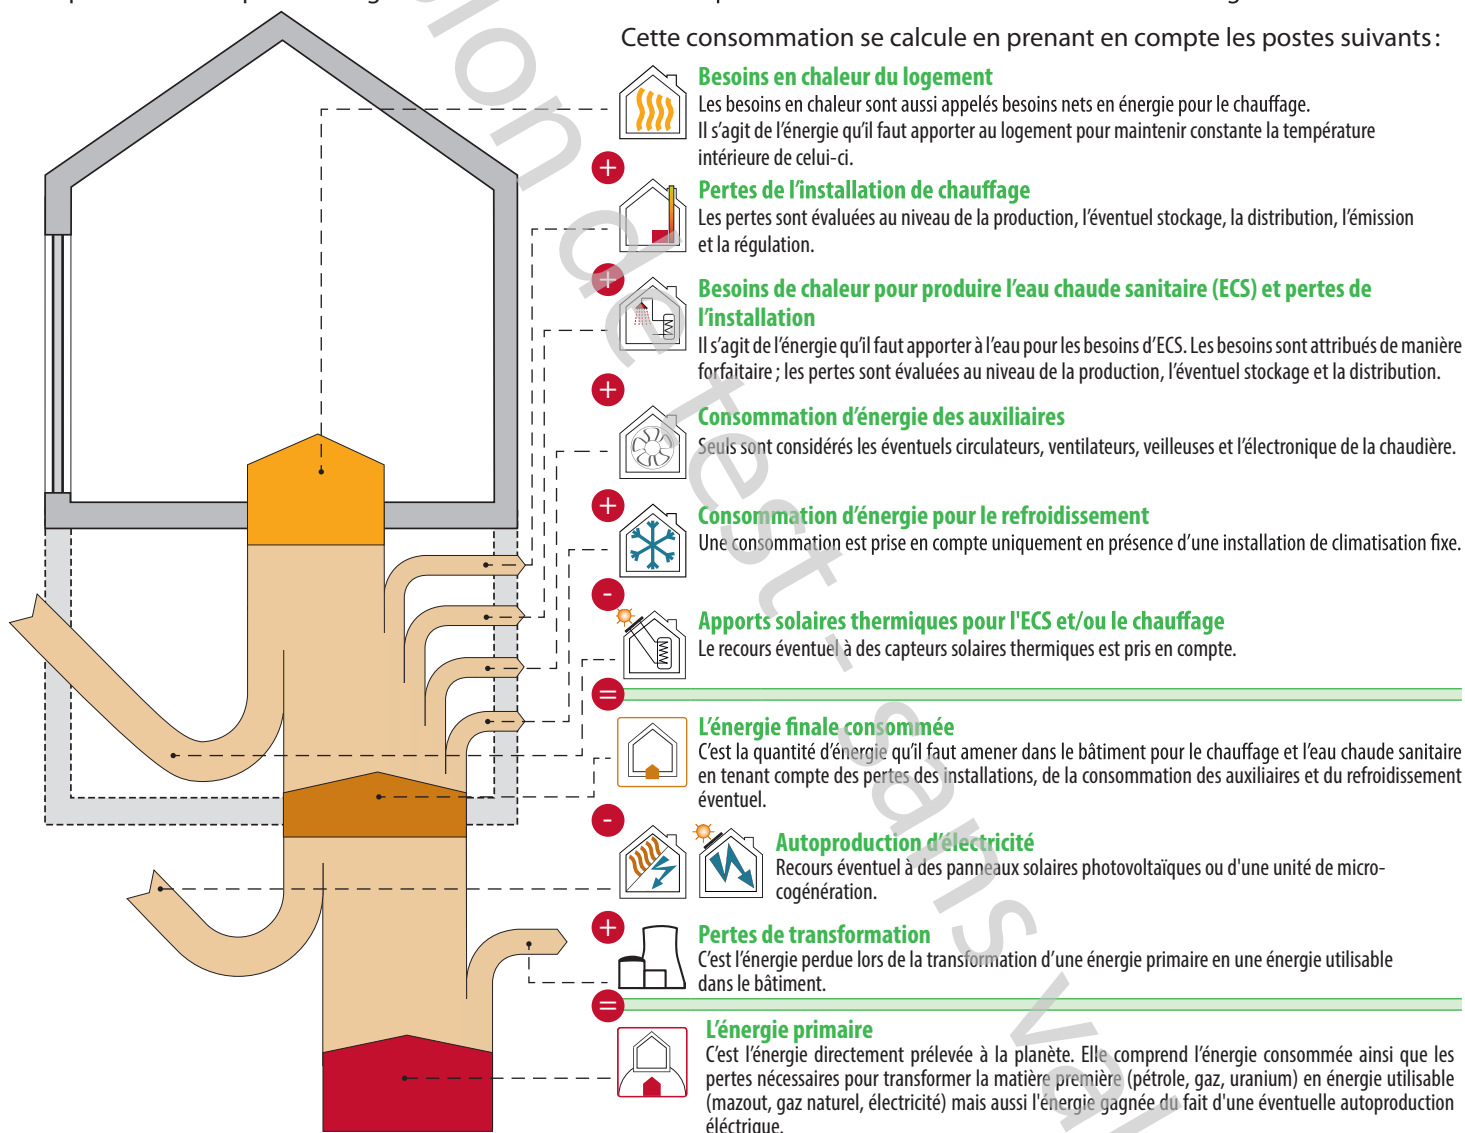 Cette consommation se calcule en prenant en compte les postes suivants :
Besoins en chaleur du logement
Les besoins en chaleur sont aussi appelés besoins nets en énergie pour le chauffage.
Il s'agit de l'énergie qu'il faut apporter au logement pour maintenir constante la température
intérieure de celui-ci.
+
Pertes de l'installation de chauffage
Les pertes sont évaluées au niveau de la production, l'éventuel stockage, la distribution, l'émission
et la régulation.
+
Besoins de chaleur pour produire l'eau chaude sanitaire (ECS) et pertes de
l'installation
Il s'agit de l'énergie qu'il faut apporter à l'eau pour les besoins d'ECS. Les besoins sont attribués de manière
forfaitaire ; les pertes sont évaluées au niveau de la production, l'éventuel stockage et la distribution.
+
Consommation d'énergie des auxiliaires
Seuls sont considérés les éventuels circulateurs, ventilateurs, veilleuses et l'électronique de la chaudière.
+
Consommation d'énergie pour le refroidissement
Une consommation est prise en compte uniquement en présence d'une installation de climatisation fixe.
-
Apports solaires thermiques pour l'ECS et/ou le chauffage
Le recours éventuel à des capteurs solaires thermiques est pris en compte.
=
L'énergie finale consommée
C'est la quantité d'énergie qu'il faut amener dans le bâtiment pour le chauffage et l'eau chaude sanitaire
en tenant compte des pertes des installations, de la consommation des auxiliaires et du refroidissement
éventuel.
-
Autoproduction d'électricité
Recours éventuel à des panneaux solaires photovoltaïques ou d'une unité de micro-
cogénération.
+
Pertes de transformation
C'est l'énergie perdue lors de la transformation d'une énergie primaire en une énergie utilisable
dans le bâtiment.
=
L'énergie primaire
C'est l'énergie directement prélevée à la planète. Elle comprend l'énergie consommée ainsi que les
pertes nécessaires pour transformer la matière première (pétrole, gaz, uranium) en énergie utilisable
(mazout, gaz naturel, électricité) mais aussi l'énergie gagnée du fait d'une éventuelle autoproduction
éléctrique.
de test - sans